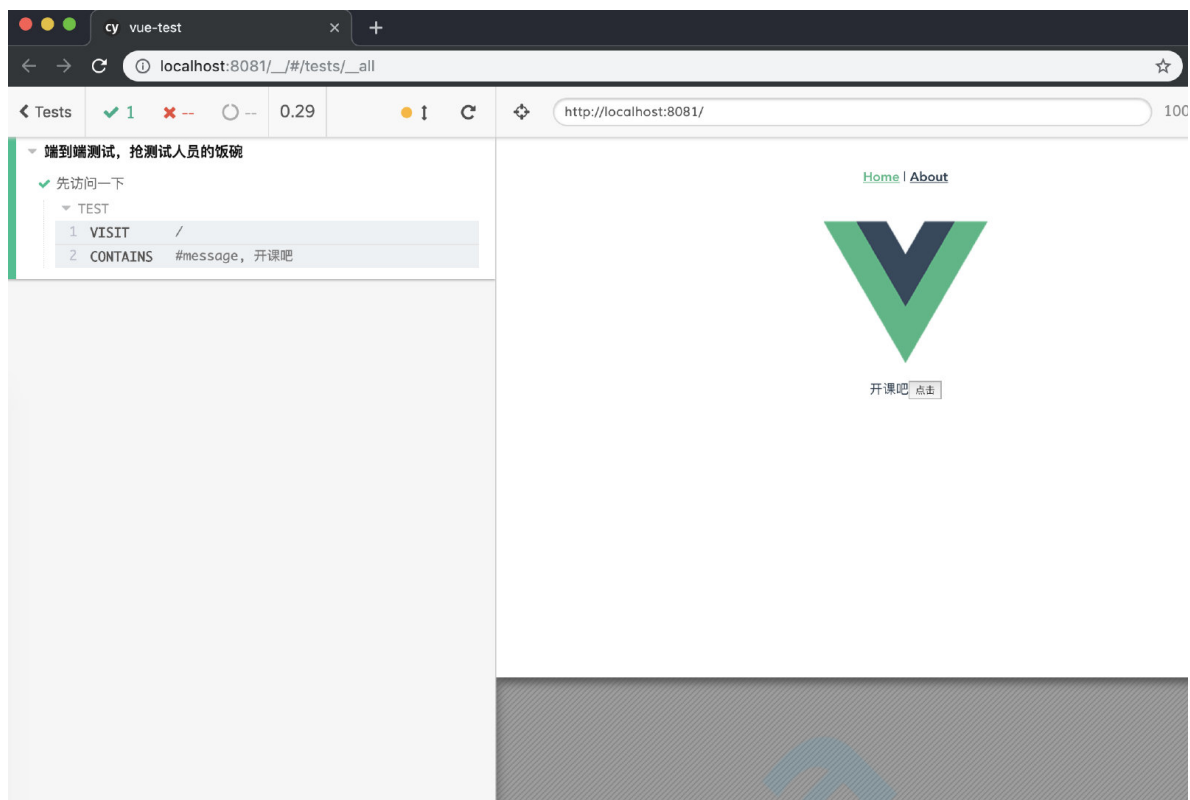 cy vue-test
localhost:8081/__/#/tests/__all
Tests 1 -- -- 0.29
http://localhost:8081/ 100
端到端测试，抢测试人员的饭碗
先访问一下
TEST
1 VISIT /
2 CONTAINS #message, 开课吧
Home | About
开课吧 点击